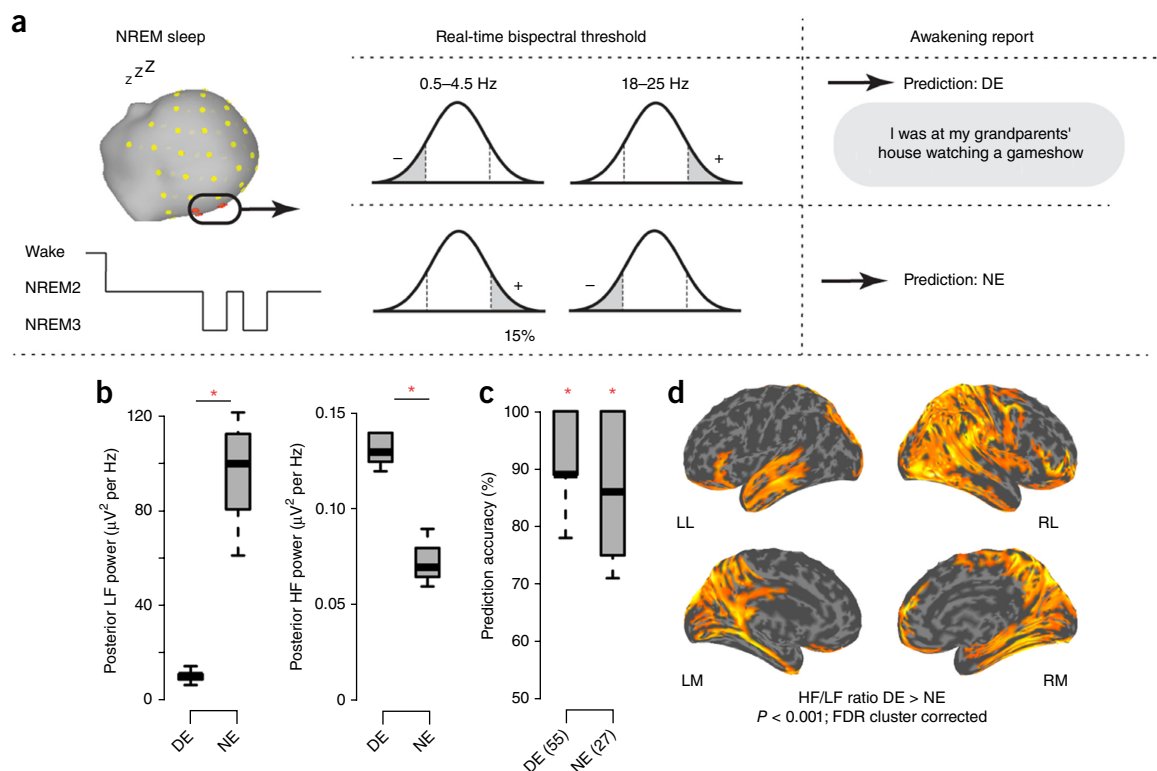 a
NREM sleep
Real-time bispectral threshold
Awakening report
z z Z
0.5–4.5 Hz
18–25 Hz
Prediction: DE
I was at my grandparents'
house watching a gameshow
–
+
Wake
NREM2
NREM3
+
–
15%
Prediction: NE
b
*
Posterior LF power (µV² per Hz)
120
80
40
0
DE
NE
*
Posterior HF power (µV² per Hz)
0.15
0.10
0.05
0
DE
NE
c
* *
Prediction accuracy (%)
100
90
80
70
60
50
DE (55)
NE (27)
d
LL
RL
LM
RM
HF/LF ratio DE > NE
P < 0.001; FDR cluster corrected